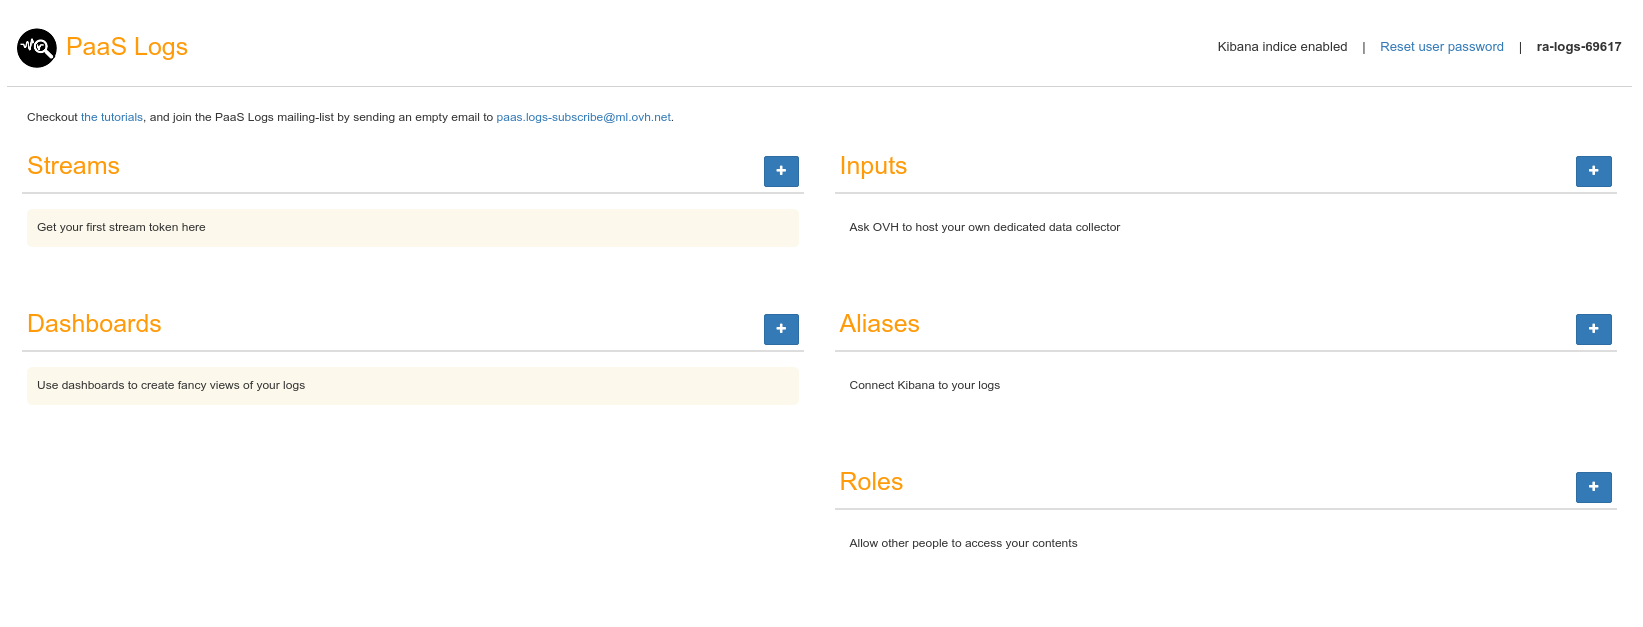 PaaS Logs
Kibana indice enabled | Reset user password | ra-logs-69617
Checkout the tutorials, and join the PaaS Logs mailing-list by sending an empty email to paas.logs-subscribe@ml.ovh.net.
Streams
+
Get your first stream token here
Inputs
+
Ask OVH to host your own dedicated data collector
Dashboards
+
Use dashboards to create fancy views of your logs
Aliases
+
Connect Kibana to your logs
Roles
+
Allow other people to access your contents